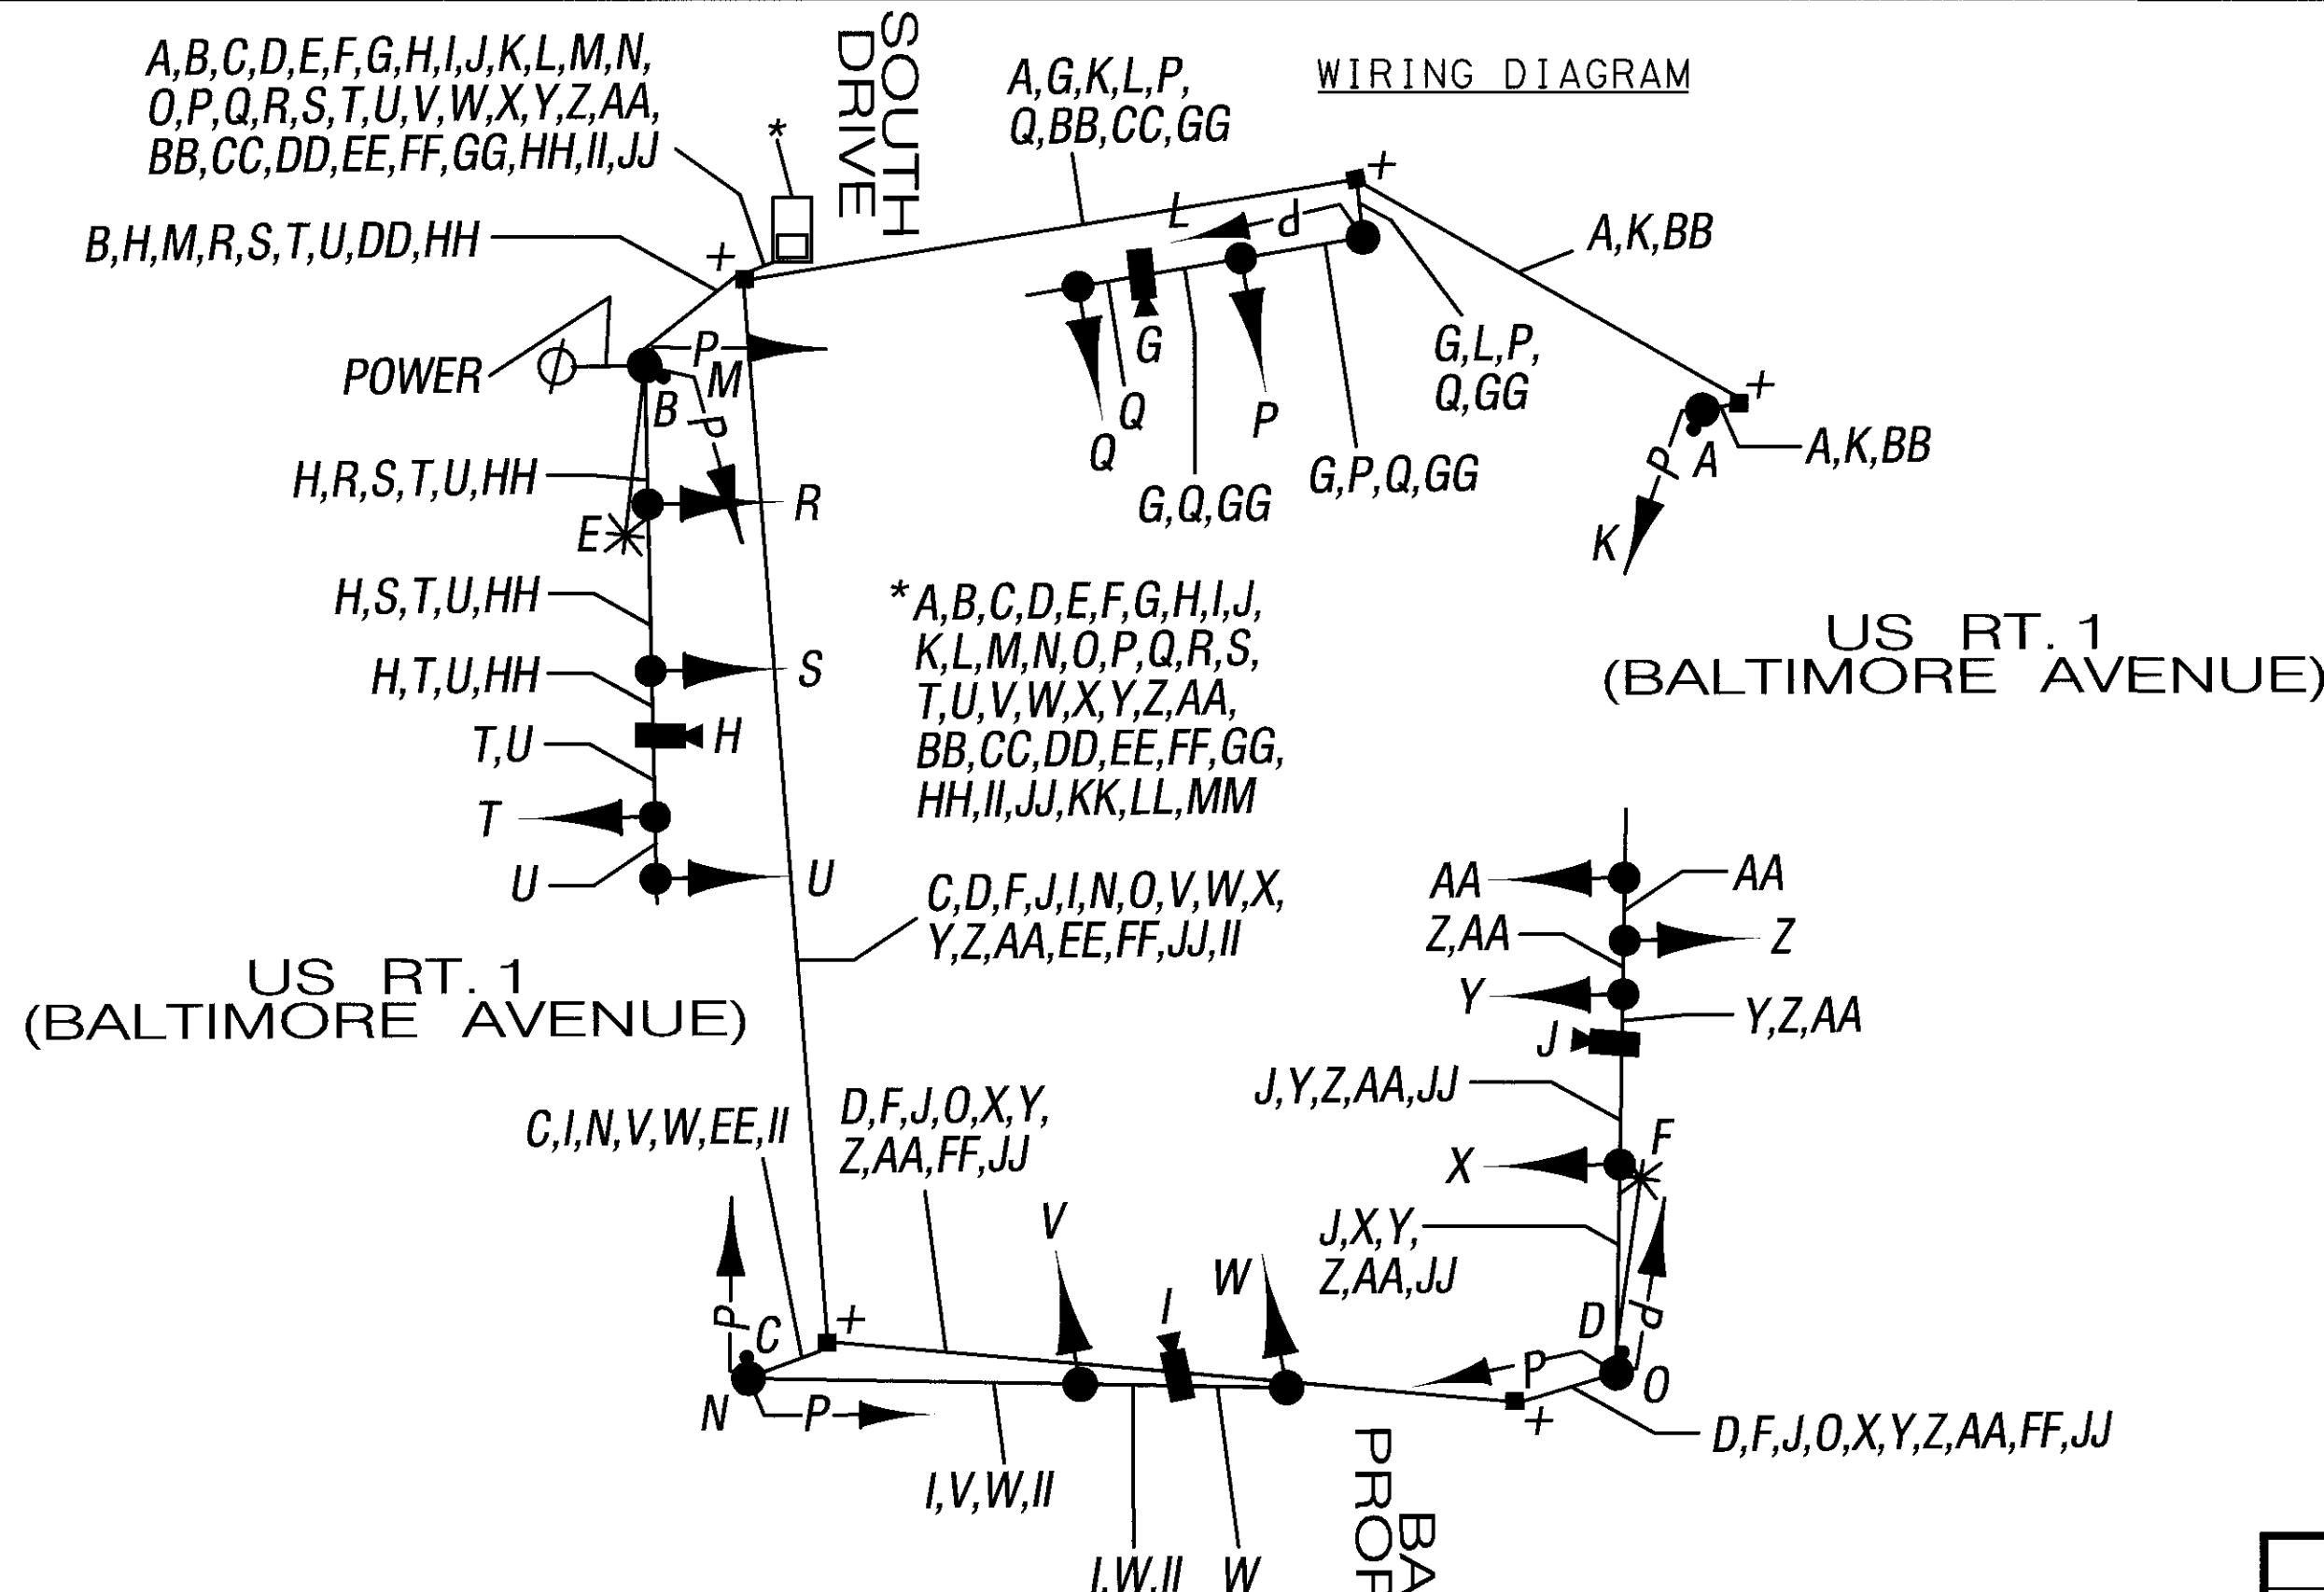 WIRING DIAGRAM
A,B,C,D,E,F,G,H,I,J,K,L,M,N,
O,P,Q,R,S,T,U,V,W,X,Y,Z,AA,
BB,CC,DD,EE,FF,GG,HH,II,JJ
*
SOUTH
DRIVE
A,G,K,L,P,
Q,BB,CC,GG
+
B,H,M,R,S,T,U,DD,HH
+
L
P
A,K,BB
POWER
P
M
B
P
G
Q
Q
P
G,L,P,
Q,GG
+
A,K,BB
A
P
K
H,R,S,T,U,HH
R
E
G,Q,GG
G,P,Q,GG
H,S,T,U,HH
S
H,T,U,HH
H
T,U
T
U
U
*A,B,C,D,E,F,G,H,I,J,
K,L,M,N,O,P,Q,R,S,
T,U,V,W,X,Y,Z,AA,
BB,CC,DD,EE,FF,GG,
HH,II,JJ,KK,LL,MM
US RT. 1
(BALTIMORE AVENUE)
C,D,F,J,I,N,O,V,W,X,
Y,Z,AA,EE,FF,JJ,II
AA
AA
Z,AA
Z
Y
Y,Z,AA
J
US RT. 1
(BALTIMORE AVENUE)
J,Y,Z,AA,JJ
F
X
C,I,N,V,W,EE,II
D,F,J,O,X,Y,
Z,AA,FF,JJ
V
W
I
J,X,Y,
Z,AA,JJ
P
C
+
D
P
P
O
N
P
+
D,F,J,O,X,Y,Z,AA,FF,JJ
I,V,W,II
I,W,II
W